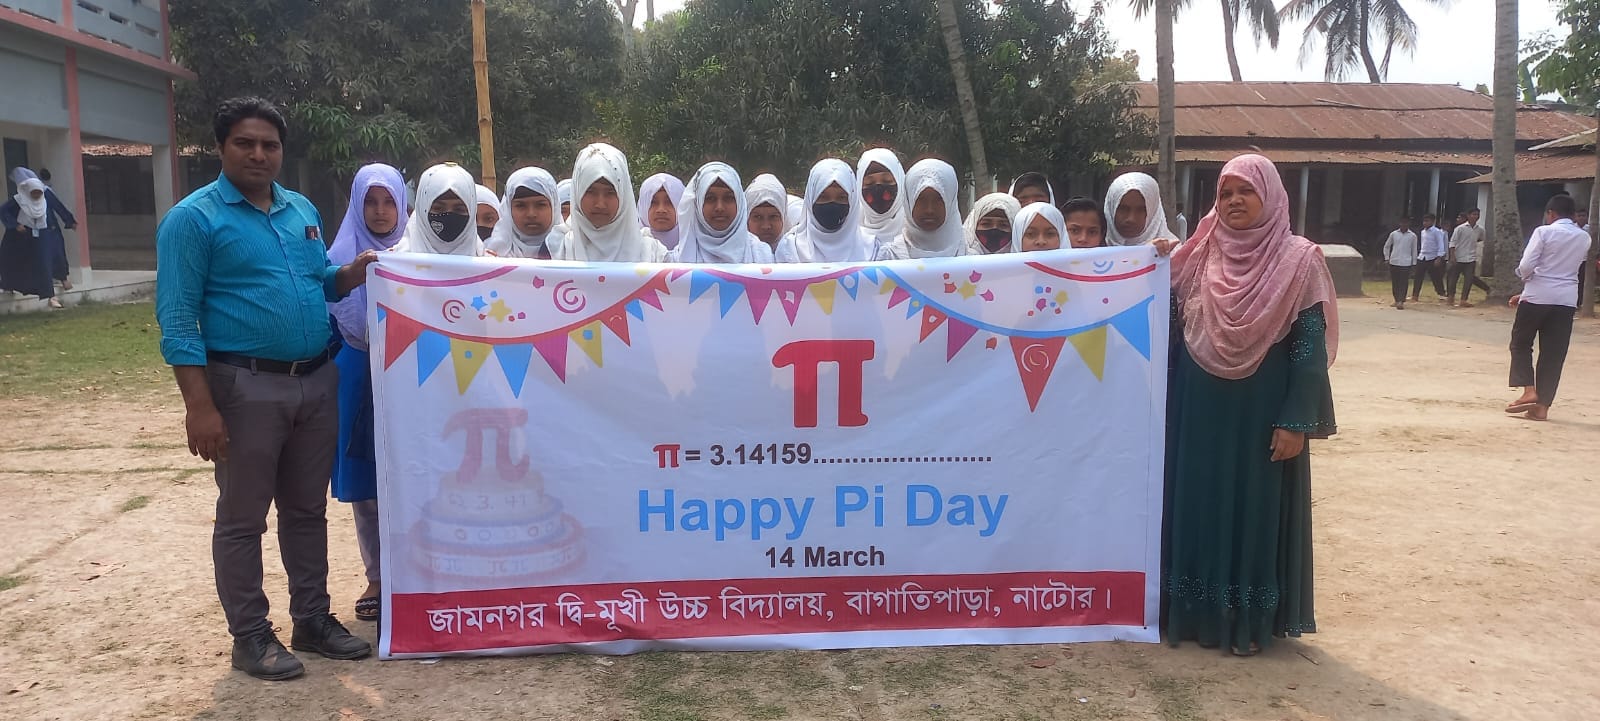 π
π = 3.14159.......................
Happy Pi Day
14 March
জামনগর দ্বি-মূখী উচ্চ বিদ্যালয়, বাগাতিপাড়া, নাটোর।
π